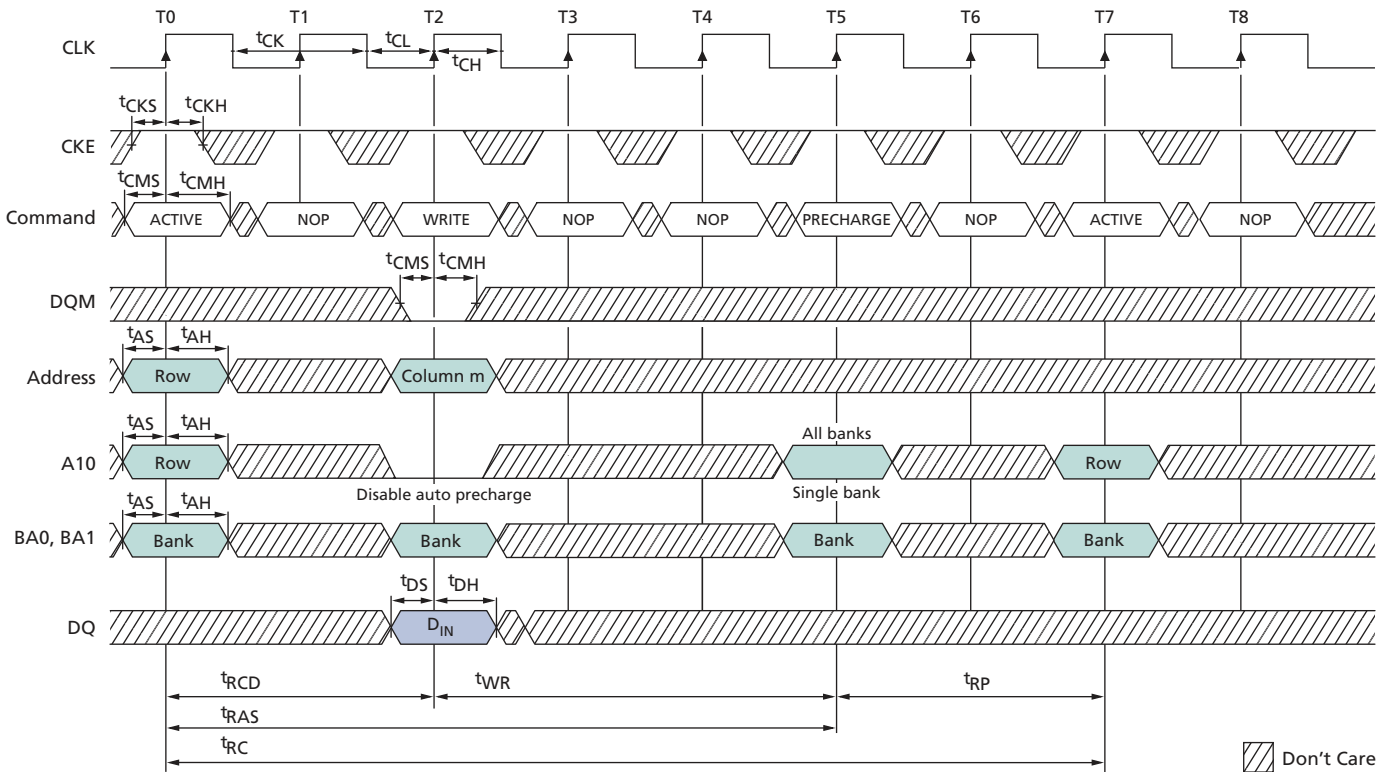 T0 T1 T2 T3 T4 T5 T6 T7 T8
CLK
tCK tCL
tCH
tCKS tCKH
CKE
tCMS tCMH
Command ACTIVE NOP WRITE NOP NOP PRECHARGE NOP ACTIVE NOP
tCMS tCMH
DQM
tAS tAH
Address Row Column m
tAS tAH All banks
A10 Row Row
Disable auto precharge Single bank
tAS tAH
BA0, BA1 Bank Bank Bank Bank
tDS tDH
DQ DIN
tRCD tWR tRP
tRAS
tRC
Don't Care